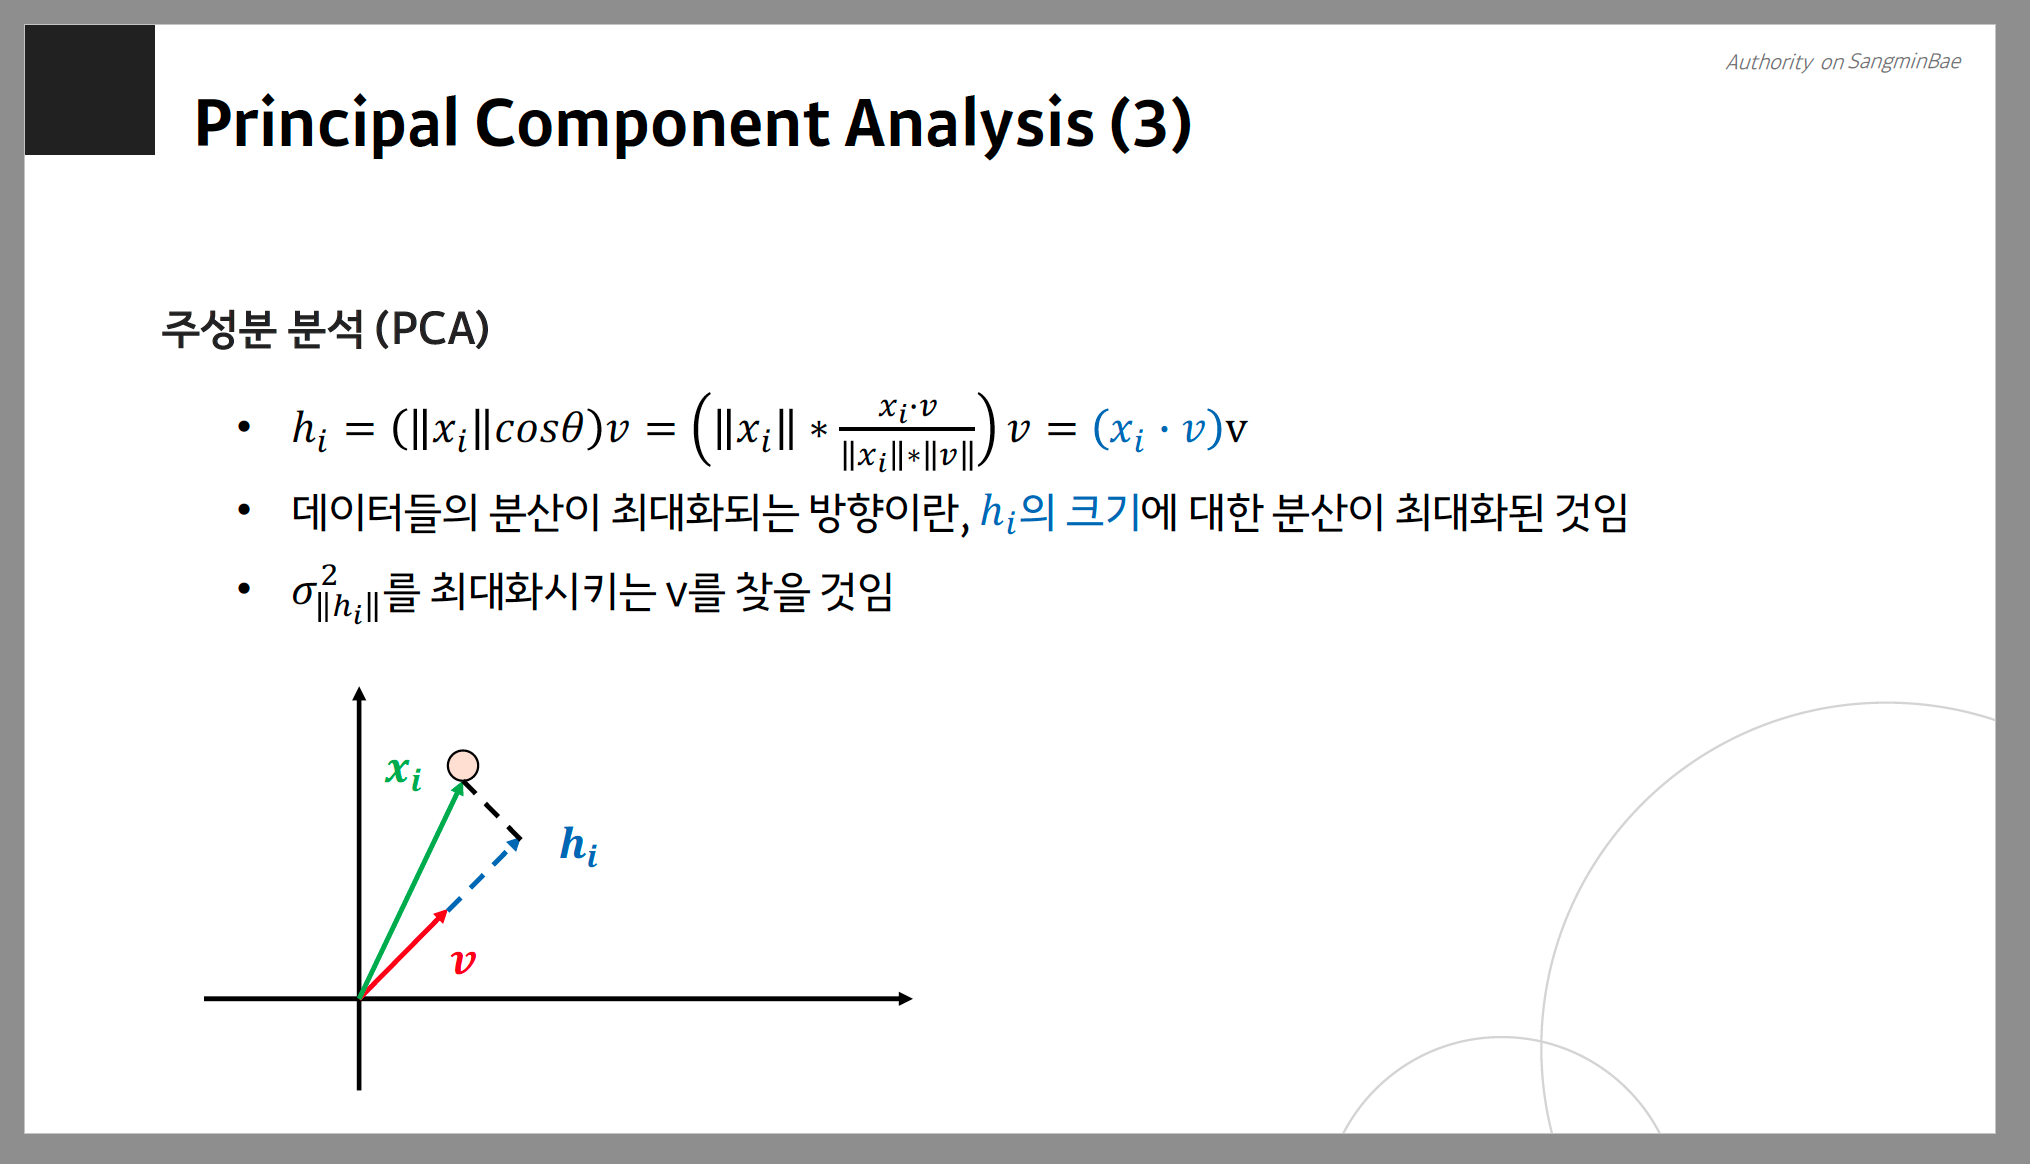 Authority on SangminBae
Principal Component Analysis (3)
주성분 분석 (PCA)
• $h_i = (\|x_i\|cos\theta)v = \left(\|x_i\| * \frac{x_i \cdot v}{\|x_i\| * \|v\|}\right)v = (x_i \cdot v)\mathrm{v}$
• 데이터들의 분산이 최대화되는 방향이란, $h_i$의 크기에 대한 분산이 최대화된 것임
• $\sigma^2_{\|h_i\|}$를 최대화시키는 v를 찾을 것임
$x_i$
$h_i$
$v$